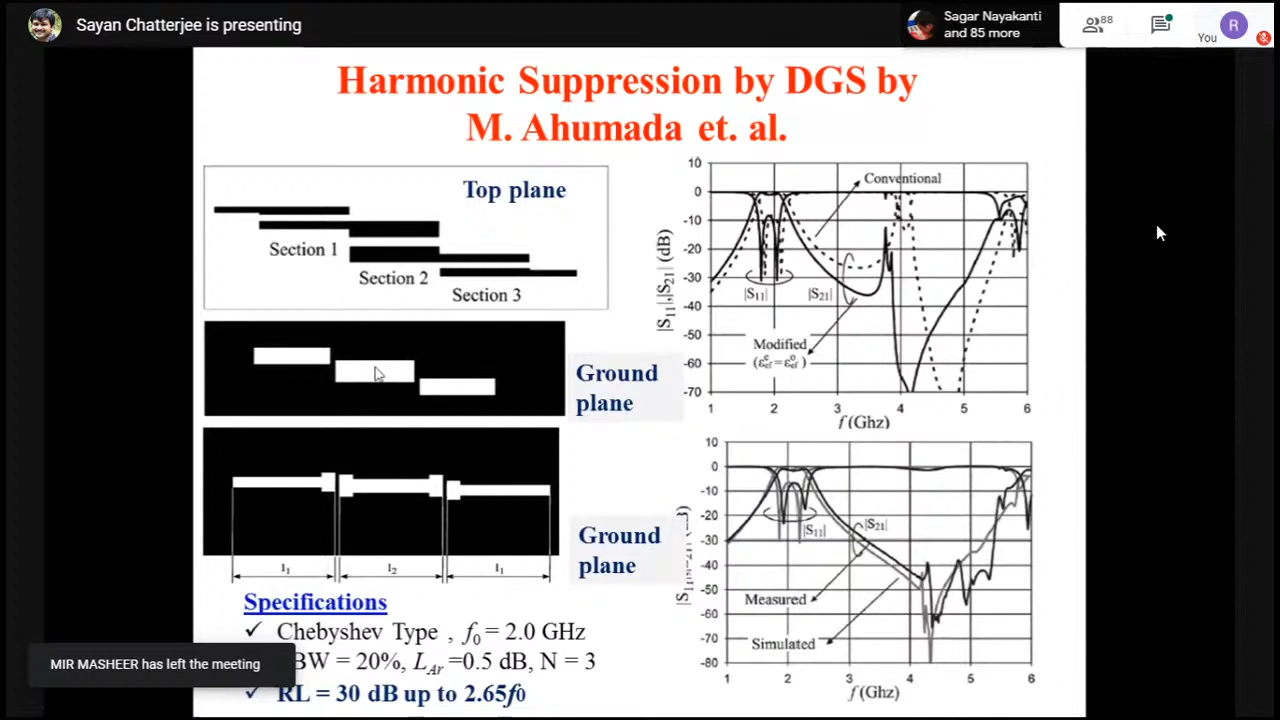 Sayan Chatterjee is presenting
Sagar Nayakanti
and 85 more
88
You
R
Harmonic Suppression by DGS by
M. Ahumada et. al.
Top plane
Section 1
Section 2
Section 3
Ground
plane
Ground
plane
l₁
l₂
l₁
Specifications
✓ Chebyshev Type , f₀ = 2.0 GHz
BW = 20%, L_Ar =0.5 dB, N = 3
✓ RL = 30 dB up to 2.65f₀
MIR MASHEER has left the meeting
10
0
-10
-20
-30
-40
-50
-60
-70
1 2 3 4 5 6
f (Ghz)
|S₁₁|,|S₂₁| (dB)
Conventional
|S₁₁|
|S₂₁|
Modified
10
0
-10
-20
-30
-40
-50
-60
-70
-80
1 2 3 4 5 6
f (Ghz)
|S₁₁|
|S₂₁|
Measured
Simulated